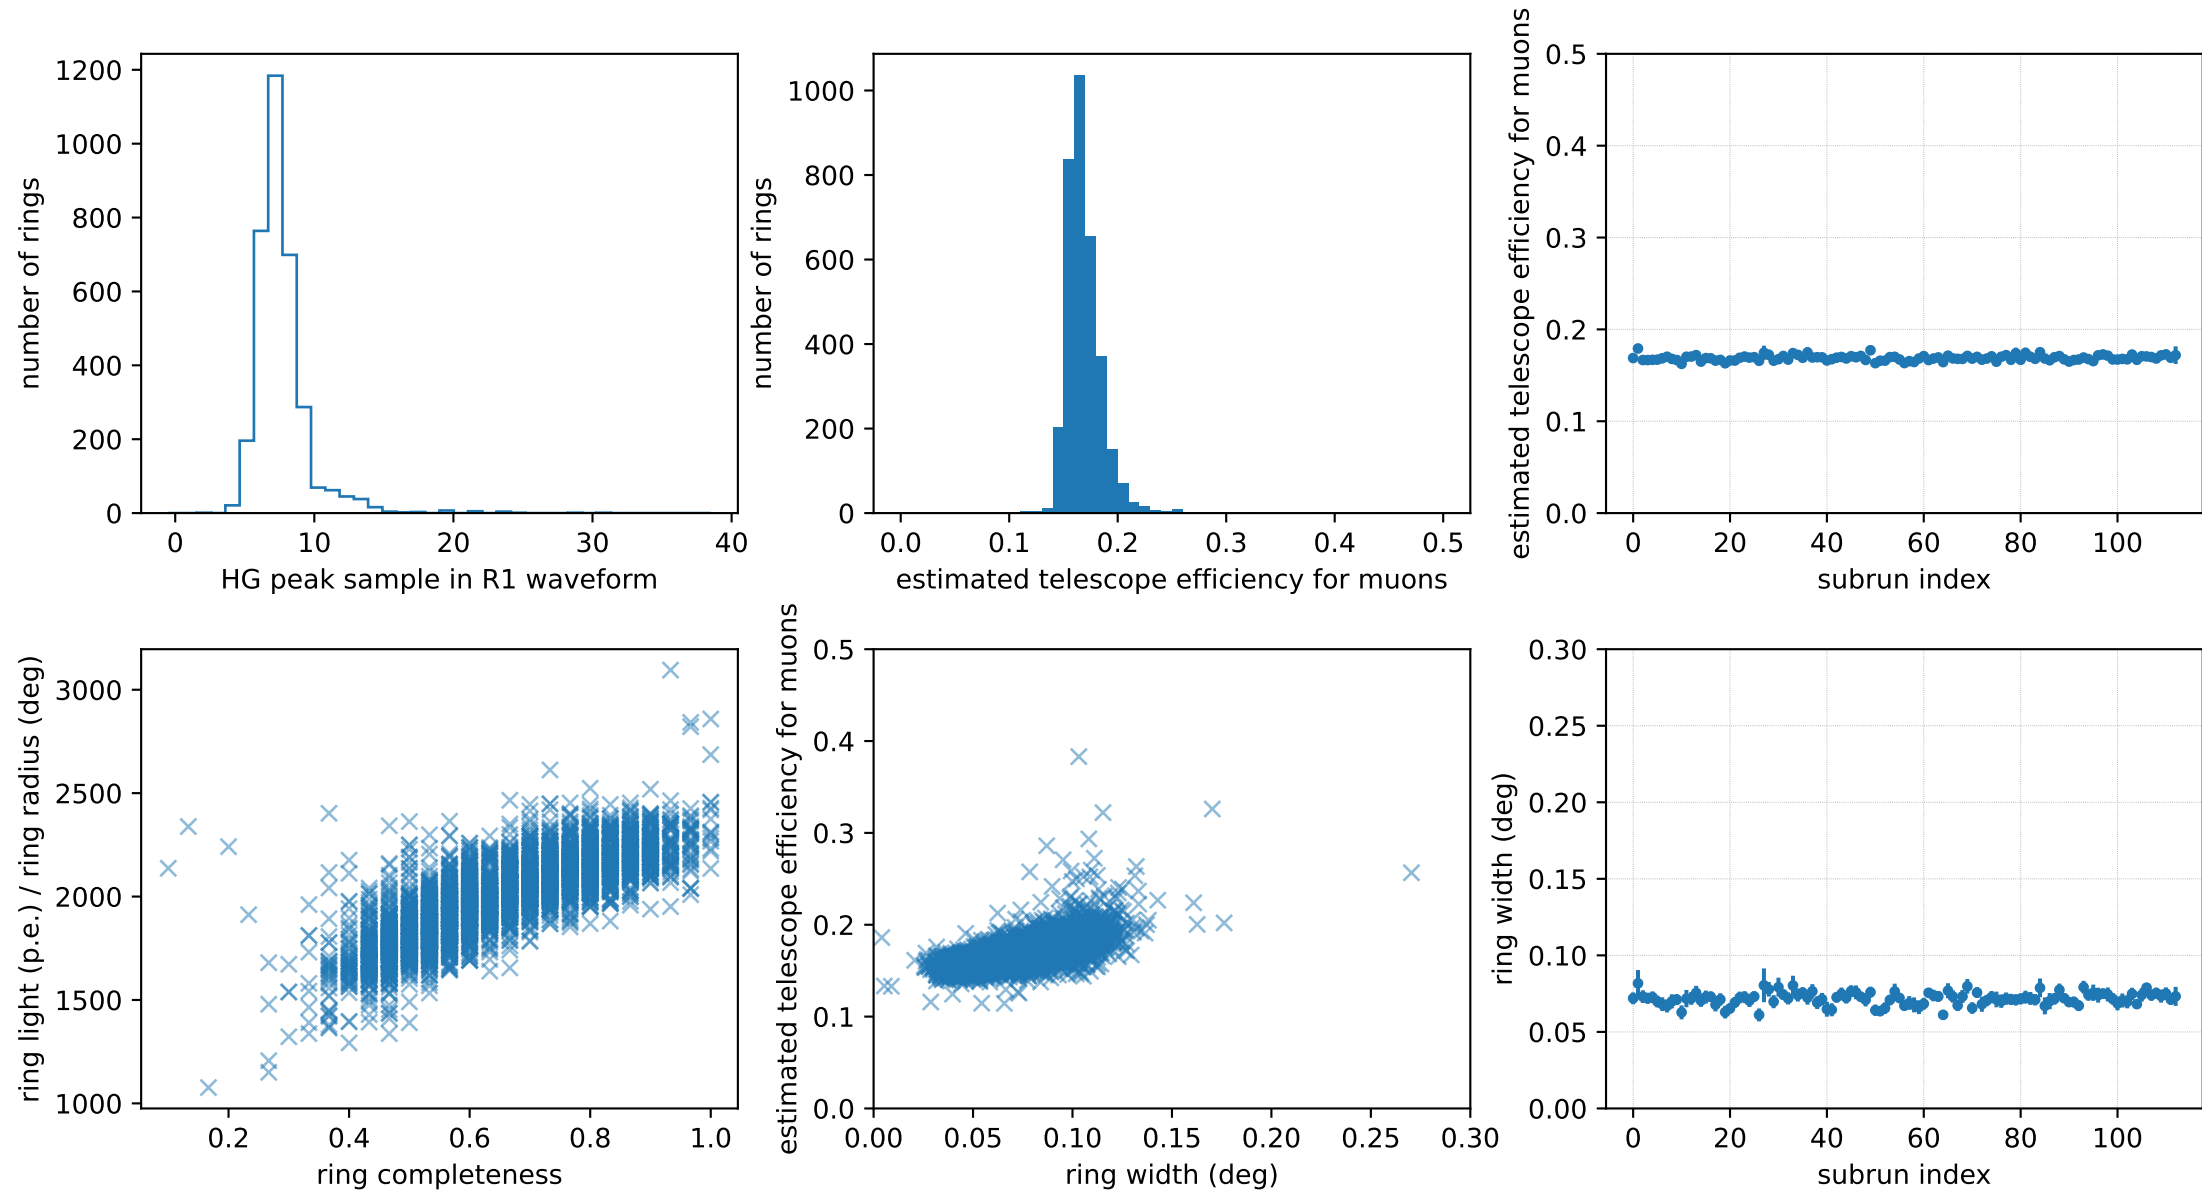 number of rings
1200
1000
800
600
400
200
0
0 10 20 30 40
HG peak sample in R1 waveform
number of rings
1000
800
600
400
200
0
0.0 0.1 0.2 0.3 0.4 0.5
estimated telescope efficiency for muons
estimated telescope efficiency for muons
0.5
0.4
0.3
0.2
0.1
0.0
0 20 40 60 80 100
subrun index
ring light (p.e.) / ring radius (deg)
3000
2500
2000
1500
1000
0.2 0.4 0.6 0.8 1.0
ring completeness
estimated telescope efficiency for muons
0.5
0.4
0.3
0.2
0.1
0.0
0.00 0.05 0.10 0.15 0.20 0.25 0.30
ring width (deg)
ring width (deg)
0.30
0.25
0.20
0.15
0.10
0.05
0.00
0 20 40 60 80 100
subrun index